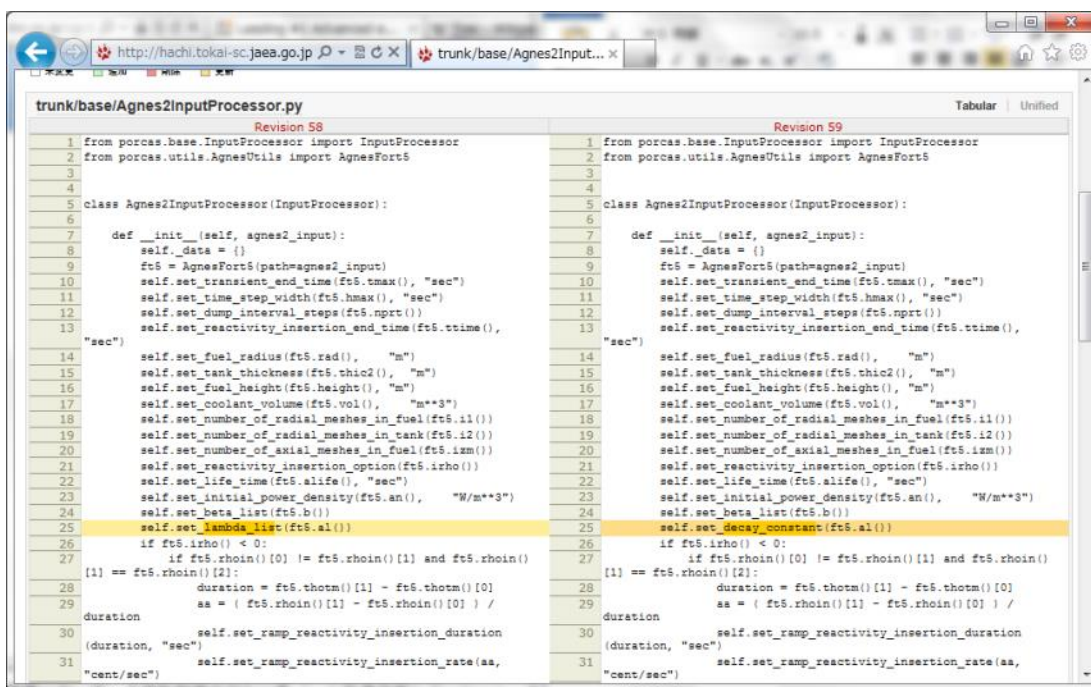 http://hachi.tokai-sc.jaea.go.jp
trunk/base/Agnes2Input...
未変更 追加 削除 更新
trunk/base/Agnes2InputProcessor.py
Tabular Unified
Revision 58
1 from porcas.base.InputProcessor import InputProcessor
2 from porcas.utils.AgnesUtils import AgnesFort5
3
4
5 class Agnes2InputProcessor(InputProcessor):
6
7 def __init__(self, agnes2_input):
8 self._data = {}
9 ft5 = AgnesFort5(path=agnes2_input)
10 self.set_transient_end_time(ft5.tmax(), "sec")
11 self.set_time_step_width(ft5.hmax(), "sec")
12 self.set_dump_interval_steps(ft5.nprt())
13 self.set_reactivity_insertion_end_time(ft5.ttime(),
"sec")
14 self.set_fuel_radius(ft5.rad(), "m")
15 self.set_tank_thickness(ft5.thic2(), "m")
16 self.set_fuel_height(ft5.height(), "m")
17 self.set_coolant_volume(ft5.vol(), "m**3")
18 self.set_number_of_radial_meshes_in_fuel(ft5.i1())
19 self.set_number_of_radial_meshes_in_tank(ft5.i2())
20 self.set_number_of_axial_meshes_in_fuel(ft5.izm())
21 self.set_reactivity_insertion_option(ft5.irho())
22 self.set_life_time(ft5.alife(), "sec")
23 self.set_initial_power_density(ft5.an(), "W/m**3")
24 self.set_beta_list(ft5.b())
25 self.set_lambda_list(ft5.al())
26 if ft5.irho() < 0:
27 if ft5.rhoin()[0] != ft5.rhoin()[1] and ft5.rhoin()
[1] == ft5.rhoin()[2]:
28 duration = ft5.thotm()[1] - ft5.thotm()[0]
29 aa = ( ft5.rhoin()[1] - ft5.rhoin()[0] ) /
duration
30 self.set_ramp_reactivity_insertion_duration
(duration, "sec")
31 self.set_ramp_reactivity_insertion_rate(aa,
"cent/sec")
Revision 59
1 from porcas.base.InputProcessor import InputProcessor
2 from porcas.utils.AgnesUtils import AgnesFort5
3
4
5 class Agnes2InputProcessor(InputProcessor):
6
7 def __init__(self, agnes2_input):
8 self._data = {}
9 ft5 = AgnesFort5(path=agnes2_input)
10 self.set_transient_end_time(ft5.tmax(), "sec")
11 self.set_time_step_width(ft5.hmax(), "sec")
12 self.set_dump_interval_steps(ft5.nprt())
13 self.set_reactivity_insertion_end_time(ft5.ttime(),
"sec")
14 self.set_fuel_radius(ft5.rad(), "m")
15 self.set_tank_thickness(ft5.thic2(), "m")
16 self.set_fuel_height(ft5.height(), "m")
17 self.set_coolant_volume(ft5.vol(), "m**3")
18 self.set_number_of_radial_meshes_in_fuel(ft5.i1())
19 self.set_number_of_radial_meshes_in_tank(ft5.i2())
20 self.set_number_of_axial_meshes_in_fuel(ft5.izm())
21 self.set_reactivity_insertion_option(ft5.irho())
22 self.set_life_time(ft5.alife(), "sec")
23 self.set_initial_power_density(ft5.an(), "W/m**3")
24 self.set_beta_list(ft5.b())
25 self.set_decay_constant(ft5.al())
26 if ft5.irho() < 0:
27 if ft5.rhoin()[0] != ft5.rhoin()[1] and ft5.rhoin()
[1] == ft5.rhoin()[2]:
28 duration = ft5.thotm()[1] - ft5.thotm()[0]
29 aa = ( ft5.rhoin()[1] - ft5.rhoin()[0] ) /
duration
30 self.set_ramp_reactivity_insertion_duration
(duration, "sec")
31 self.set_ramp_reactivity_insertion_rate(aa,
"cent/sec")